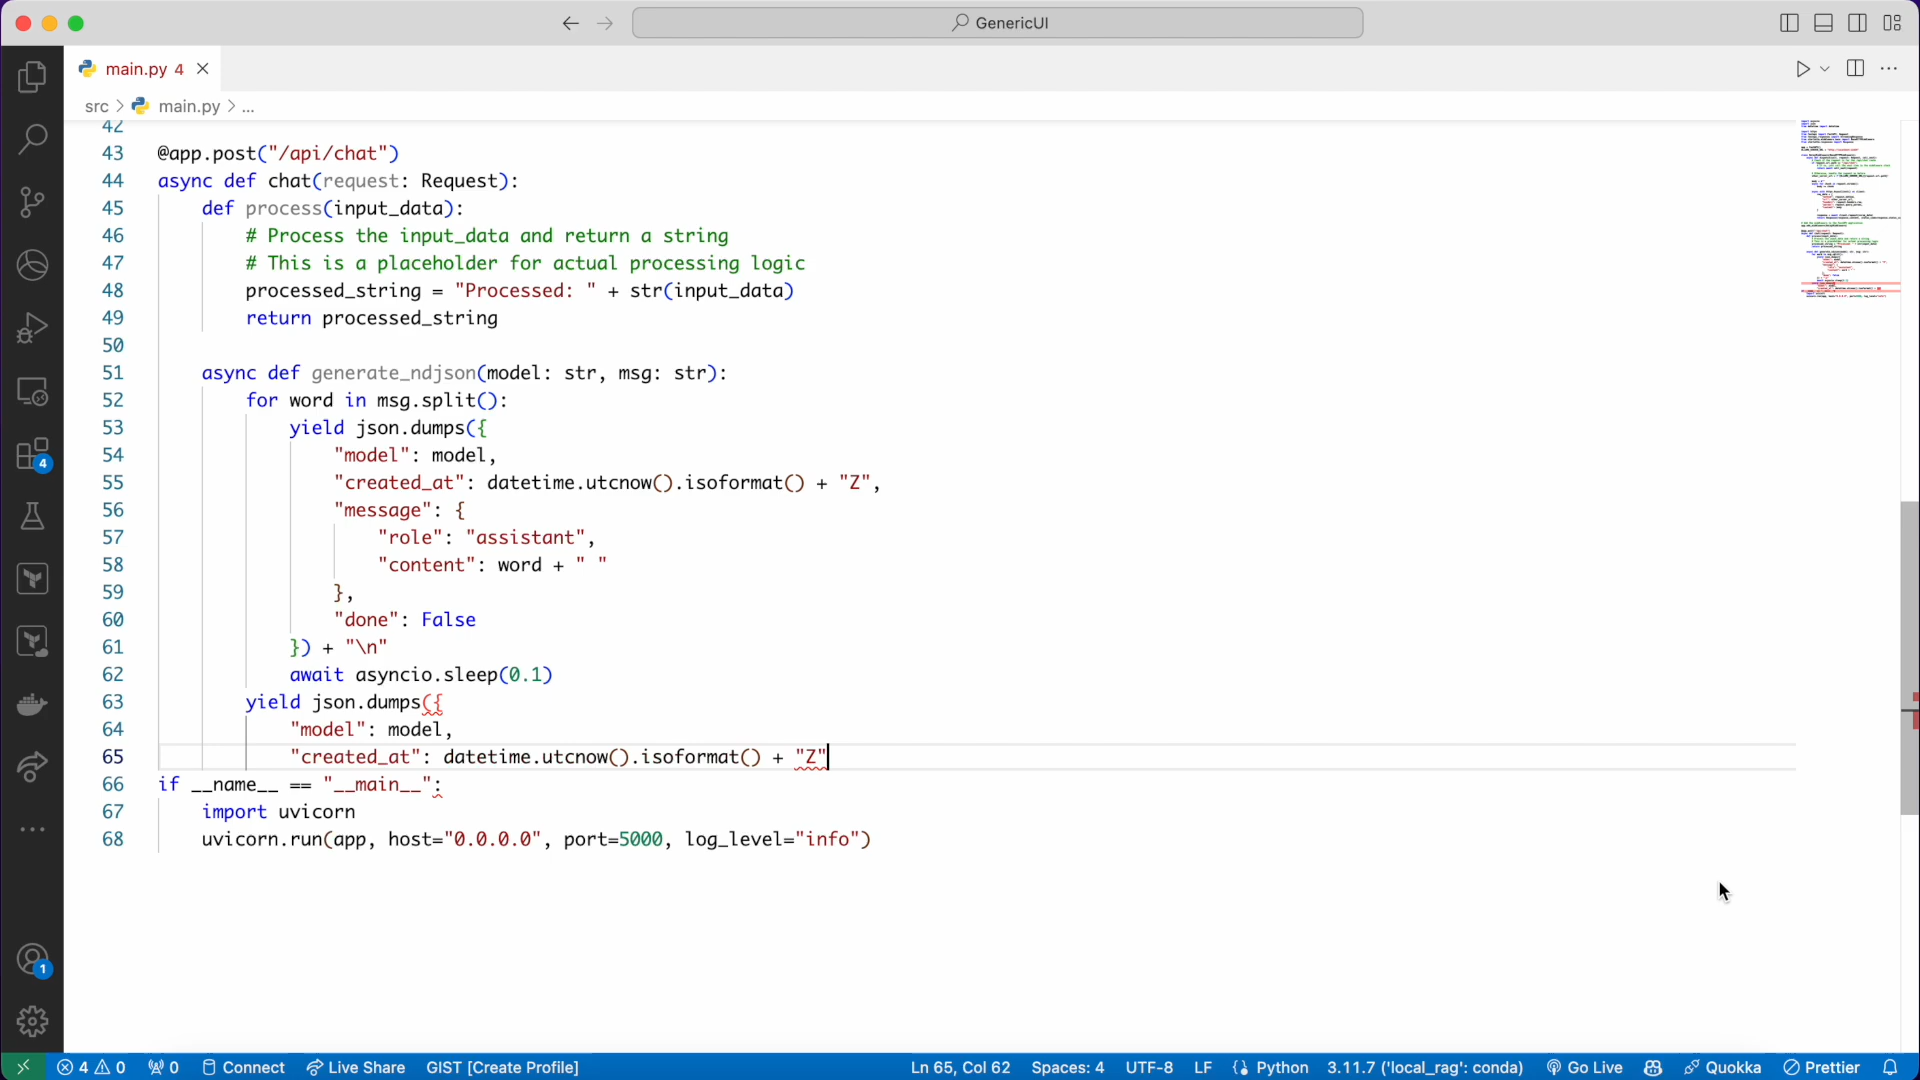 GenericUI
main.py 4
src > main.py > ...
42
43 @app.post("/api/chat")
44 async def chat(request: Request):
45     def process(input_data):
46         # Process the input_data and return a string
47         # This is a placeholder for actual processing logic
48         processed_string = "Processed: " + str(input_data)
49         return processed_string
50
51     async def generate_ndjson(model: str, msg: str):
52         for word in msg.split():
53             yield json.dumps({
54                 "model": model,
55                 "created_at": datetime.utcnow().isoformat() + "Z",
56                 "message": {
57                     "role": "assistant",
58                     "content": word + " "
59                 },
60                 "done": False
61             }) + "\n"
62             await asyncio.sleep(0.1)
63         yield json.dumps({
64             "model": model,
65             "created_at": datetime.utcnow().isoformat() + "Z"
66 if __name__ == "__main__":
67     import uvicorn
68     uvicorn.run(app, host="0.0.0.0", port=5000, log_level="info")
4
1
4 0 0 Connect Live Share GIST [Create Profile] Ln 65, Col 62 Spaces: 4 UTF-8 LF Python 3.11.7 ('local_rag': conda) Go Live Quokka Prettier